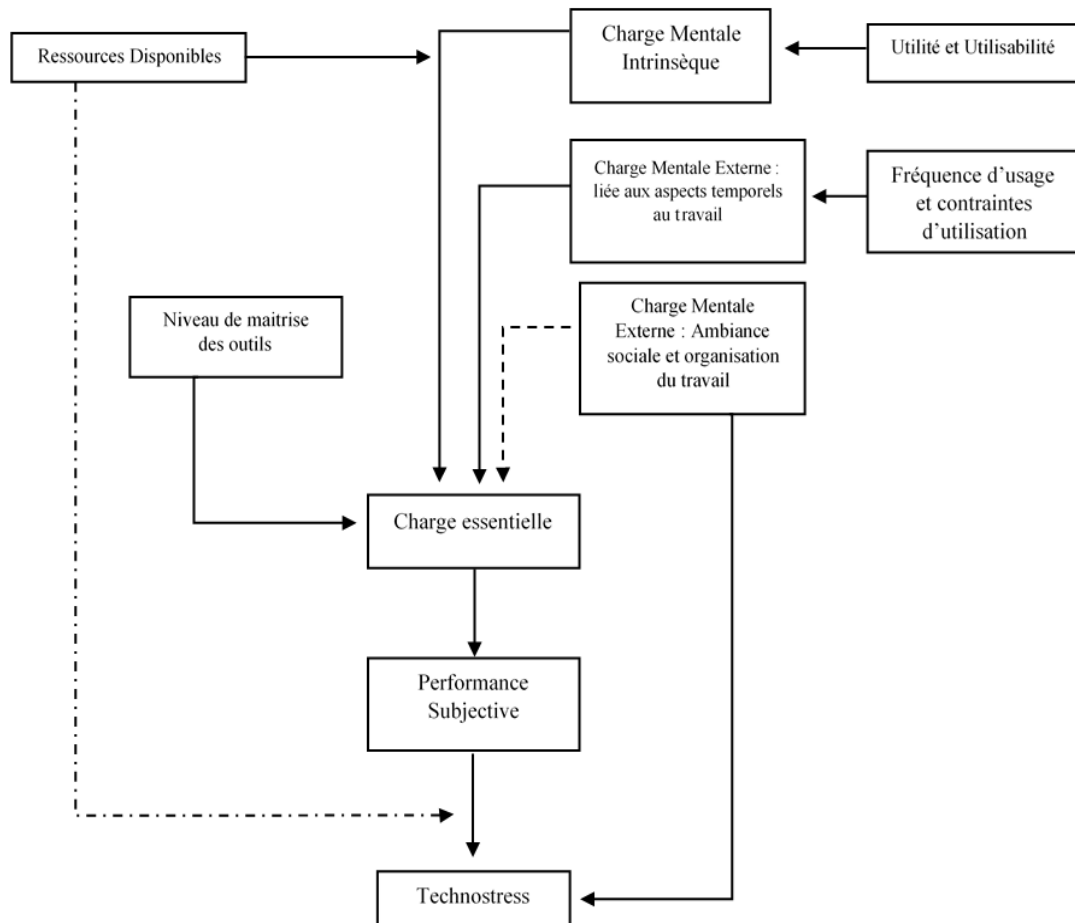 Ressources Disponibles
Charge Mentale
Intrinsèque
Utilité et Utilisabilité
Charge Mentale Externe :
liée aux aspects temporels
au travail
Fréquence d’usage
et contraintes
d’utilisation
Niveau de maitrise
des outils
Charge Mentale
Externe : Ambiance
sociale et organisation
du travail
Charge essentielle
Performance
Subjective
Technostress